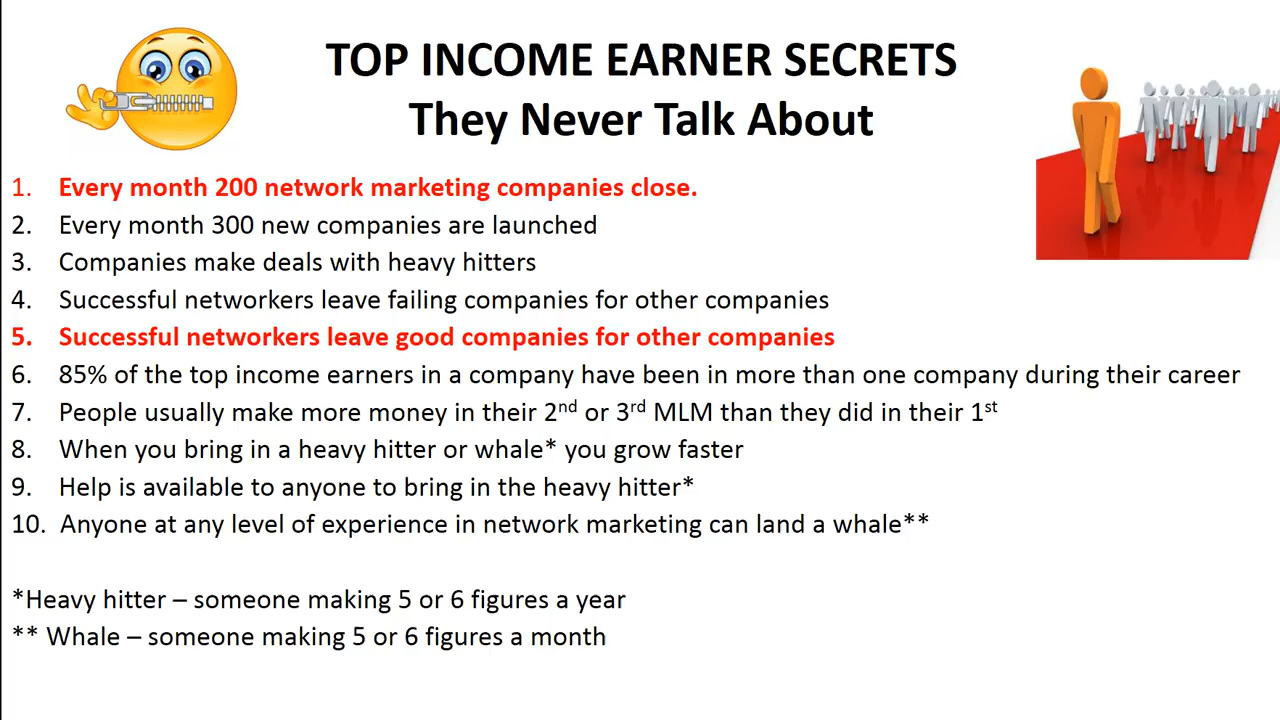 TOP INCOME EARNER SECRETS
They Never Talk About
1. Every month 200 network marketing companies close.
2. Every month 300 new companies are launched
3. Companies make deals with heavy hitters
4. Successful networkers leave failing companies for other companies
5. Successful networkers leave good companies for other companies
6. 85% of the top income earners in a company have been in more than one company during their career
7. People usually make more money in their 2nd or 3rd MLM than they did in their 1st
8. When you bring in a heavy hitter or whale* you grow faster
9. Help is available to anyone to bring in the heavy hitter*
10. Anyone at any level of experience in network marketing can land a whale**
*Heavy hitter – someone making 5 or 6 figures a year
** Whale – someone making 5 or 6 figures a month